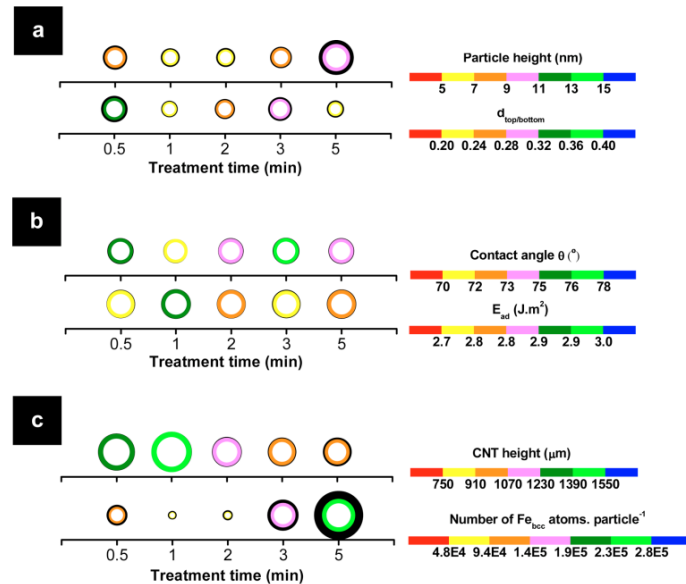 a
Particle height (nm)
5 7 9 11 13 15
d top/bottom
0.20 0.24 0.28 0.32 0.36 0.40
0.5 1 2 3 5
Treatment time (min)
b
Contact angle θ (°)
70 72 73 75 76 78
E ad (J.m²)
2.7 2.8 2.8 2.9 2.9 3.0
0.5 1 2 3 5
Treatment time (min)
c
CNT height (μm)
750 910 1070 1230 1390 1550
Number of Fe bcc atoms. particle⁻¹
4.8E4 9.4E4 1.4E5 1.9E5 2.3E5 2.8E5
0.5 1 2 3 5
Treatment time (min)